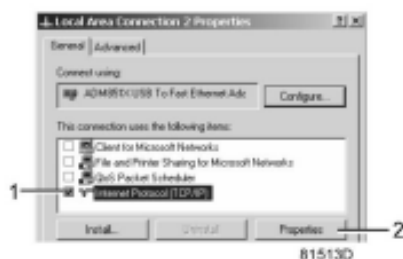 Local Area Connection 2 Properties
General Advanced
Connect using:
ADM851X USB To Fast Ethernet Adc
Configure...
This connection uses the following items:
Client for Microsoft Networks
File and Printer Sharing for Microsoft Networks
QoS Packet Scheduler
1
Internet Protocol (TCP/IP)
Install...
Uninstall
Properties
2
81513D